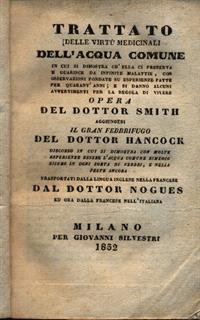 TRATTATO
DELLE VIRTÙ MEDICINALI
DELL'ACQUA COMUNE
IN CUI SI DIMOSTRA CH'ELLA CI PRESERVA
E GUARISCE DA INFINITE MALATTIE, CON
OSSERVAZIONI FONDATE SU ESPERIENZE FATTE
PER QUARANT'ANNI; E SI DANNO ALCUNI
AVVERTIMENTI PER LA REGOLA DI VIVERE
OPERA
DEL DOTTOR SMITH
AGGIUNTOVI
IL GRAN FEBBRIFUGO
DEL DOTTOR HANCOCK
DISCORSO IN CUI SI DIMOSTRA CON MOLTE
ESPERIENZE ESSERE L'ACQUA COMUNE RIMEDIO
SICURO IN OGNI SORTA DI FEBBRI, E NELLA
PESTE ANCORA
TRASPORTATI DALLA LINGUA INGLESE NELLA FRANCESE
DAL DOTTOR NOGUES
ED ORA DALLA FRANCESE NELL'ITALIANA
MILANO
PER GIOVANNI SILVESTRI
1832